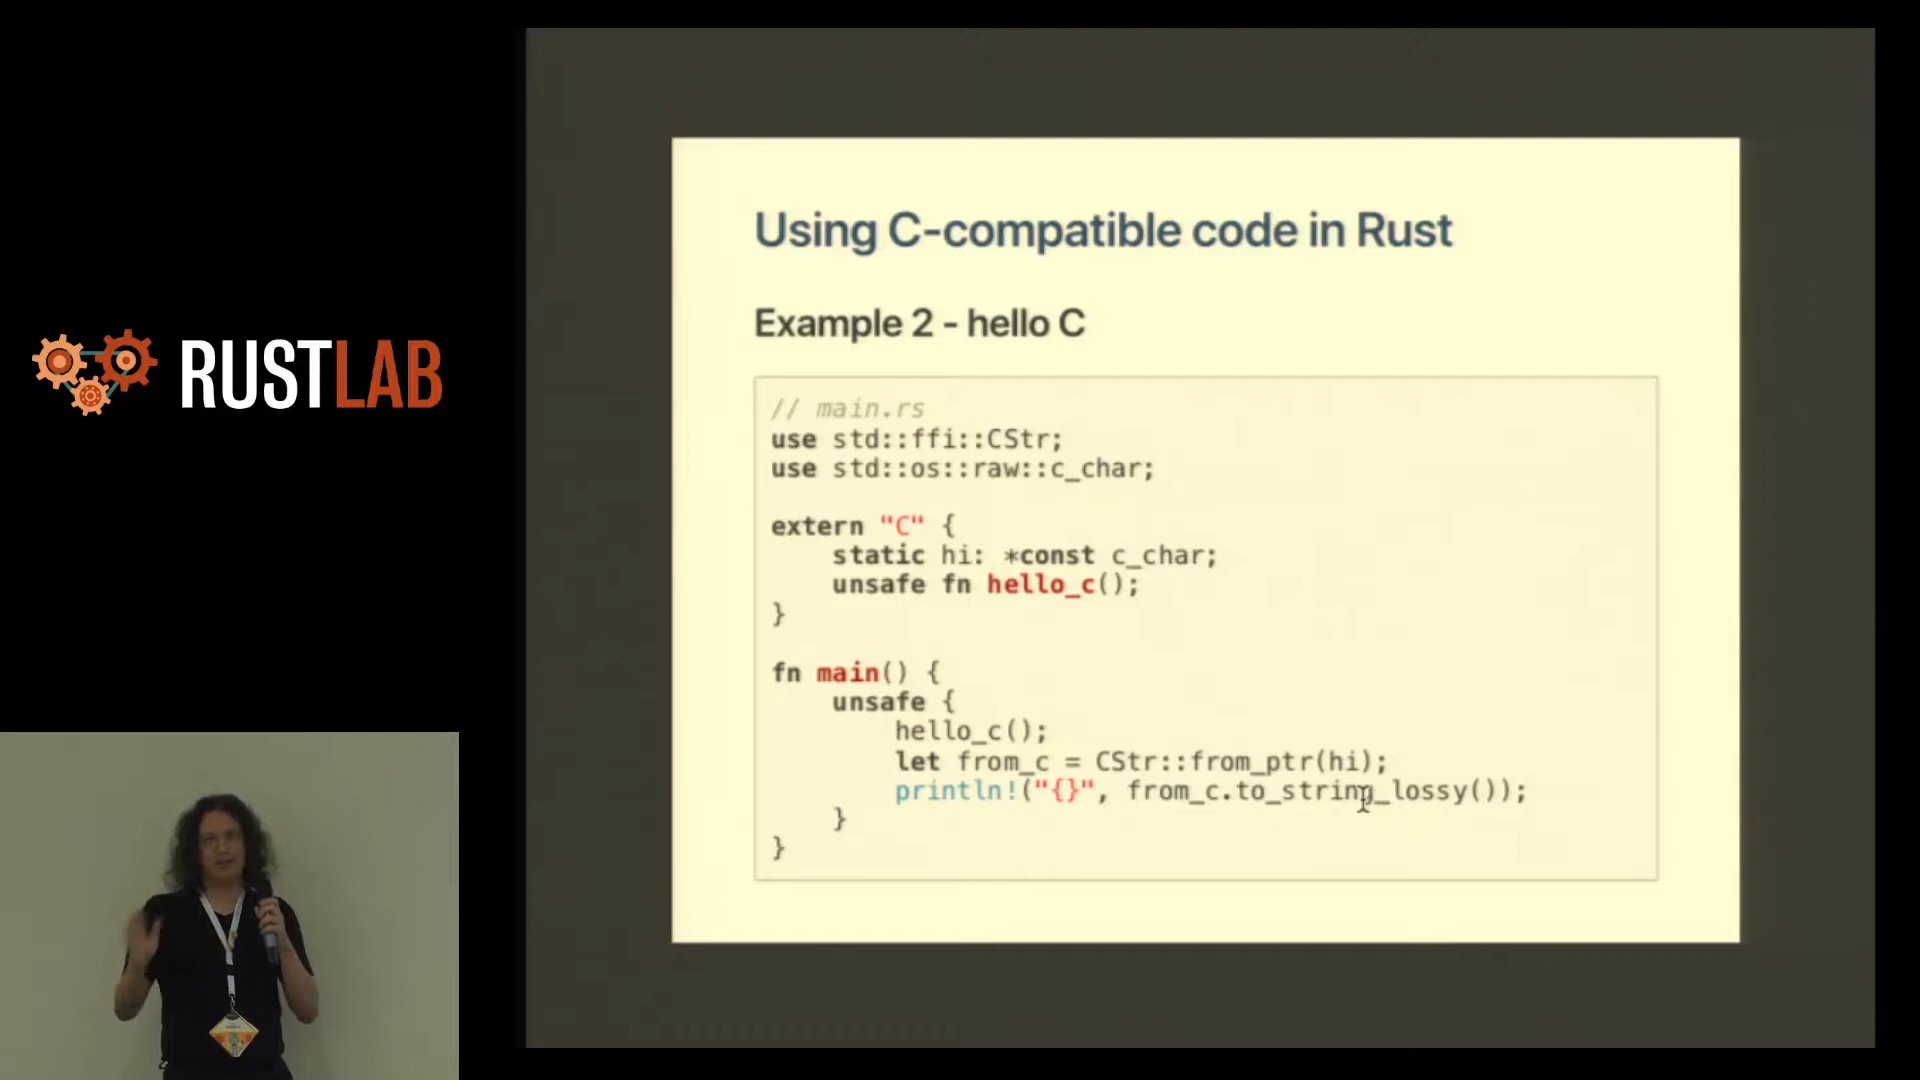 RUSTLAB
Using C-compatible code in Rust
Example 2 - hello C
// main.rs
use std::ffi::CStr;
use std::os::raw::c_char;
extern "C" {
    static hi: *const c_char;
    unsafe fn hello_c();
}
fn main() {
    unsafe {
        hello_c();
        let from_c = CStr::from_ptr(hi);
        println!("{}", from_c.to_string_lossy());
    }
}